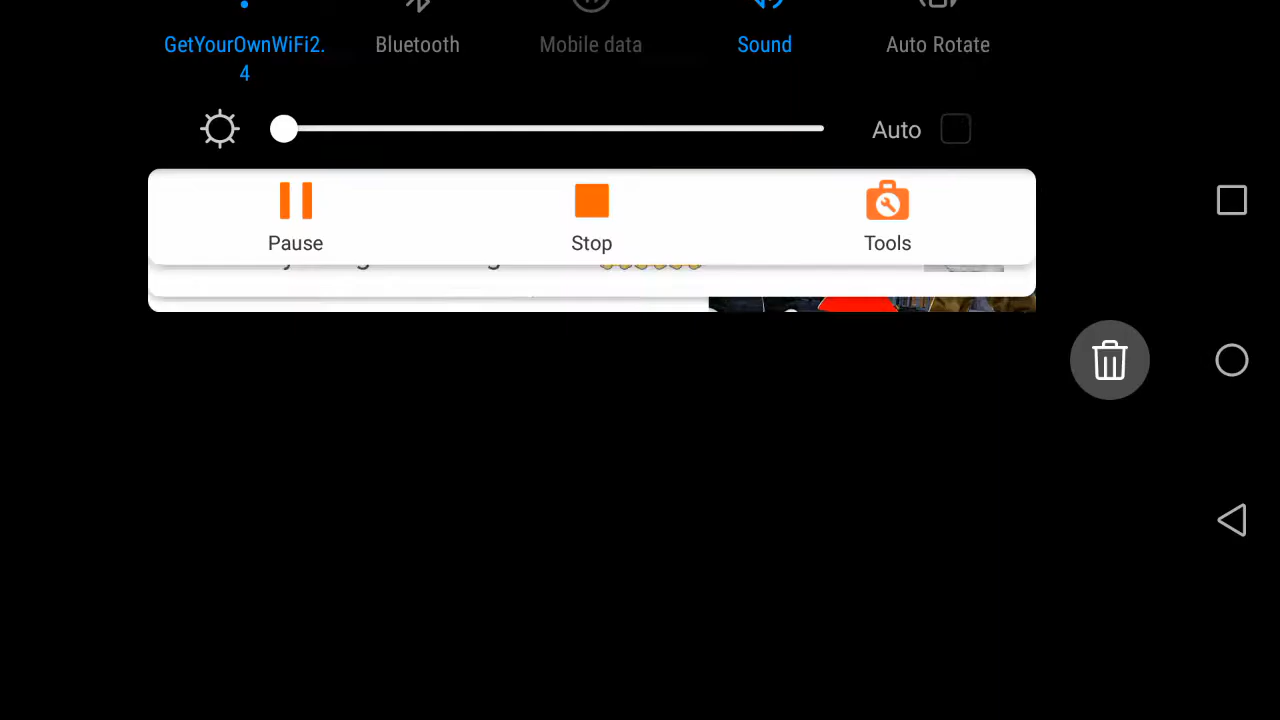 GetYourOwnWiFi2.
4
Bluetooth
Mobile data
Sound
Auto Rotate
Auto
Pause
Stop
Tools